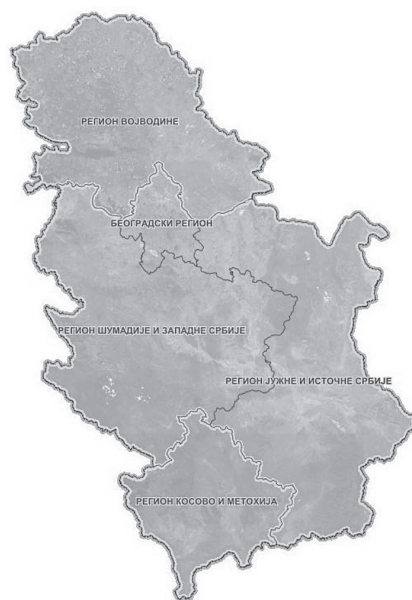 РЕГИОН ВОЈВОДИНЕ
БЕОГРАДСКИ РЕГИОН
РЕГИОН ШУМАДИЈЕ И ЗАПАДНЕ СРБИЈЕ
РЕГИОН ЈУЖНЕ И ИСТОЧНЕ СРБИЈЕ
РЕГИОН КОСОВО И МЕТОХИЈА